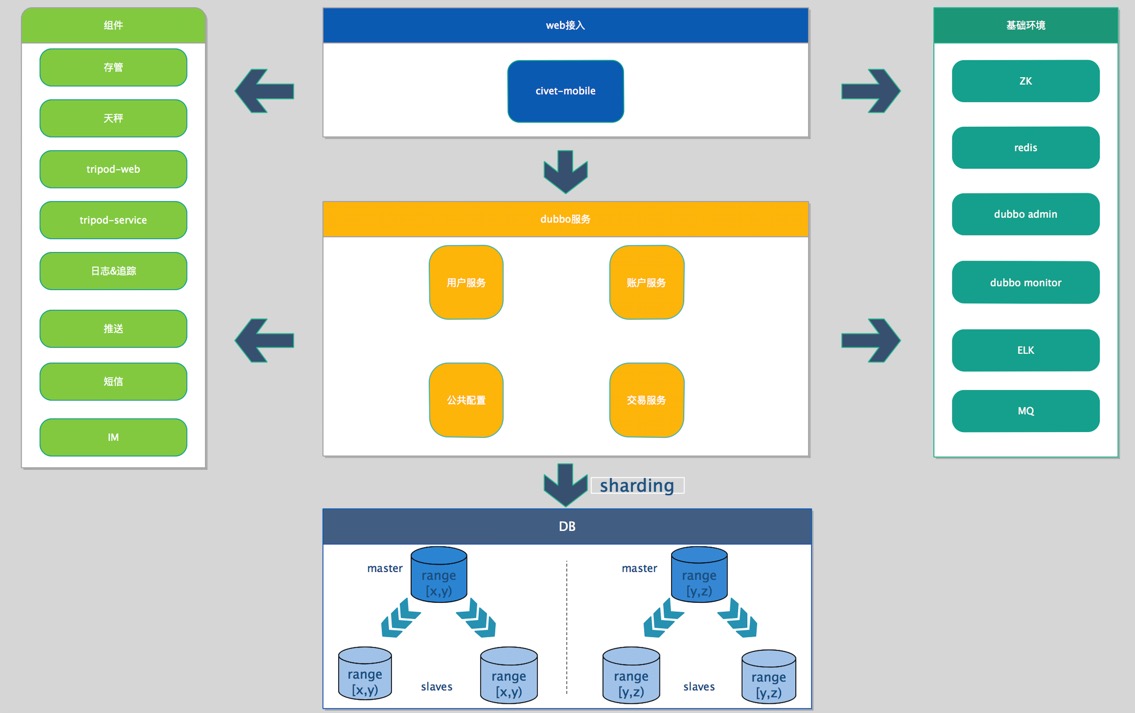 组件
存管
天秤
tripod-web
tripod-service
日志&追踪
推送
短信
IM
web接入
civet-mobile
dubbo服务
用户服务
账户服务
公共配置
交易服务
sharding
DB
master
range
[x,y)
range
[x,y)
slaves
range
[x,y)
master
range
[y,z)
range
[y,z)
slaves
range
[y,z)
基础环境
ZK
redis
dubbo admin
dubbo monitor
ELK
MQ